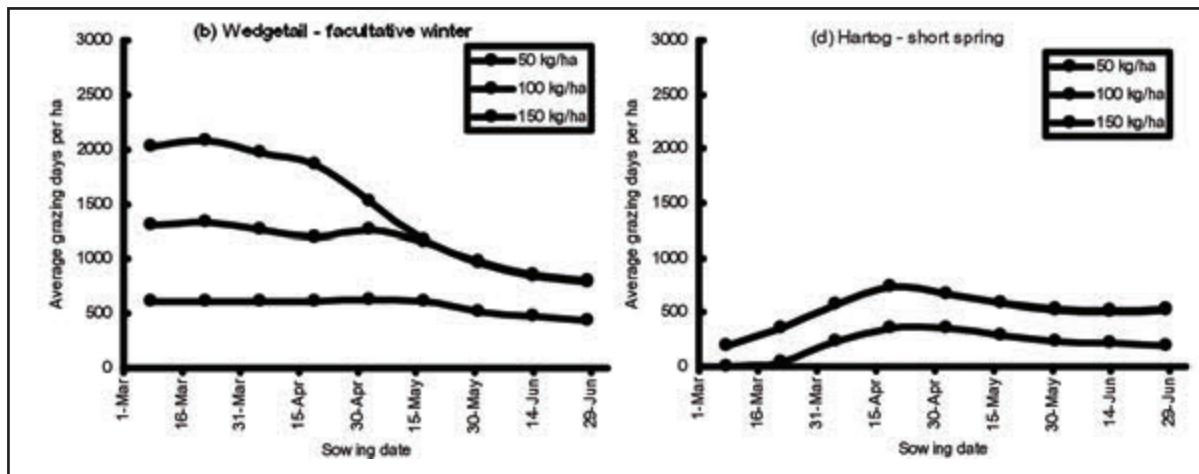 (b) Wedgetail - facultative winter
50 kg/ha
100 kg/ha
150 kg/ha
Average grazing days per ha
3000
2500
2000
1500
1000
500
0
1-Mar
16-Mar
31-Mar
15-Apr
30-Apr
15-May
30-May
14-Jun
29-Jun
Sowing date
(d) Hartog - short spring
50 kg/ha
100 kg/ha
150 kg/ha
Average grazing days per ha
3000
2500
2000
1500
1000
500
0
1-Mar
16-Mar
31-Mar
15-Apr
30-Apr
15-May
30-May
14-Jun
29-Jun
Sowing date